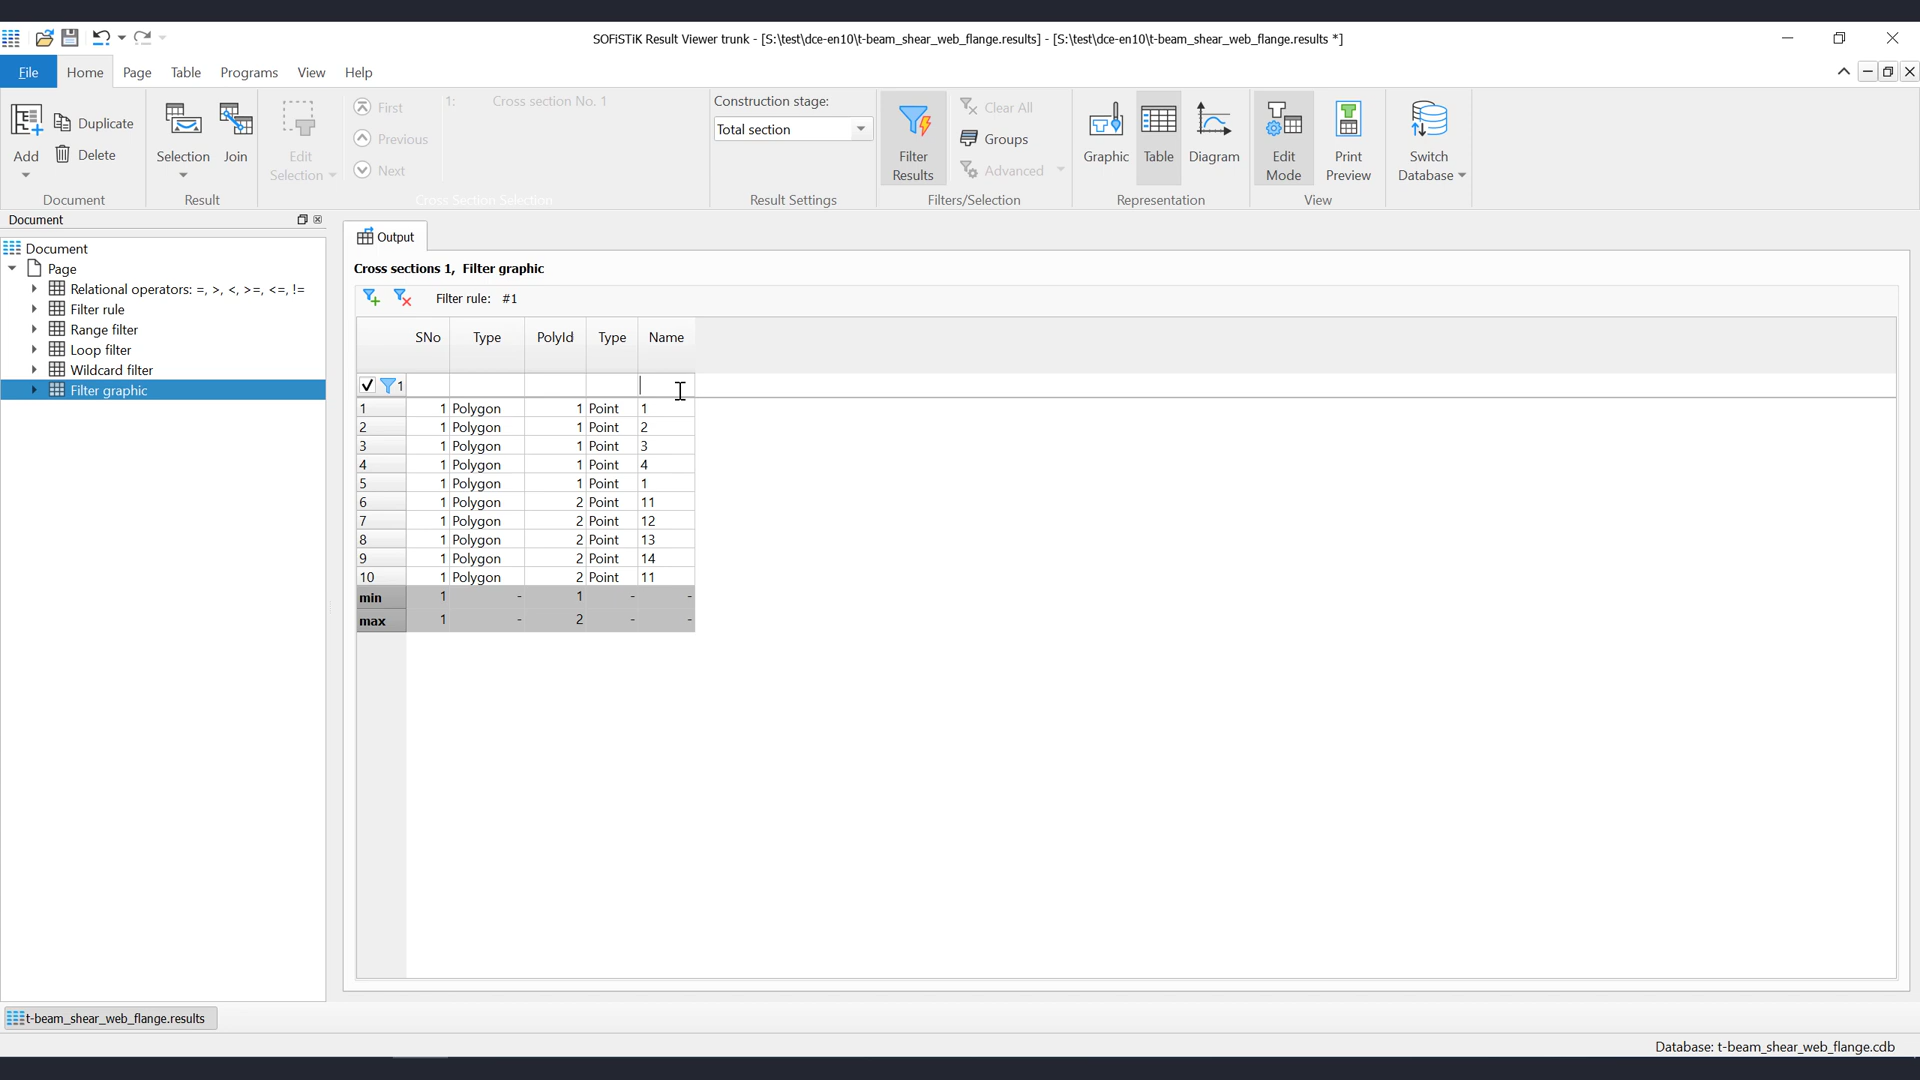 SOFiSTiK Result Viewer trunk - [S:\test\dce-en10\t-beam_shear_web_flange.results] - [S:\test\dce-en10\t-beam_shear_web_flange.results *]
File Home Page Table Programs View Help
Add
Duplicate
Delete
Document
Selection
Join
Result
Edit
Selection
First
Previous
Next
1: Cross section No. 1
Cross Section Selection
Construction stage:
Total section
Result Settings
Filter
Results
Clear All
Groups
Advanced
Filters/Selection
Graphic
Table
Diagram
Representation
Edit
Mode
Print
Preview
View
Switch
Database
Document
Document
Page
Relational operators: =, >, <, >=, <=, !=
Filter rule
Range filter
Loop filter
Wildcard filter
Filter graphic
Output
Cross sections 1, Filter graphic
Filter rule: #1
SNo Type PolyId Type Name
1
1 1 Polygon 1 Point 1
2 1 Polygon 1 Point 2
3 1 Polygon 1 Point 3
4 1 Polygon 1 Point 4
5 1 Polygon 1 Point 1
6 1 Polygon 2 Point 11
7 1 Polygon 2 Point 12
8 1 Polygon 2 Point 13
9 1 Polygon 2 Point 14
10 1 Polygon 2 Point 11
min 1 - 1 - -
max 1 - 2 - -
t-beam_shear_web_flange.results
Database: t-beam_shear_web_flange.cdb